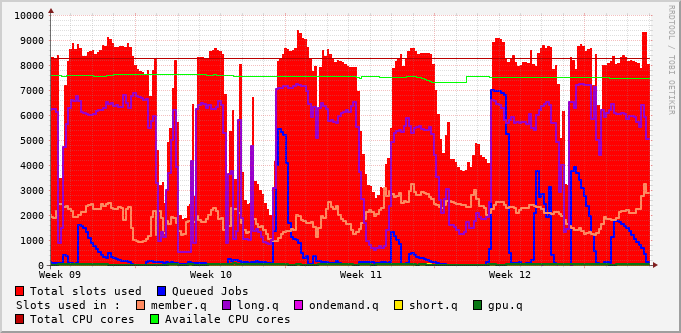 10000
9000
8000
7000
6000
5000
4000
3000
2000
1000
0
Week 09 Week 10 Week 11 Week 12
RRDTOOL / TOBI OETIKER
Total slots used Queued Jobs
Slots used in : member.q long.q ondemand.q short.q gpu.q
Total CPU cores Availale CPU cores